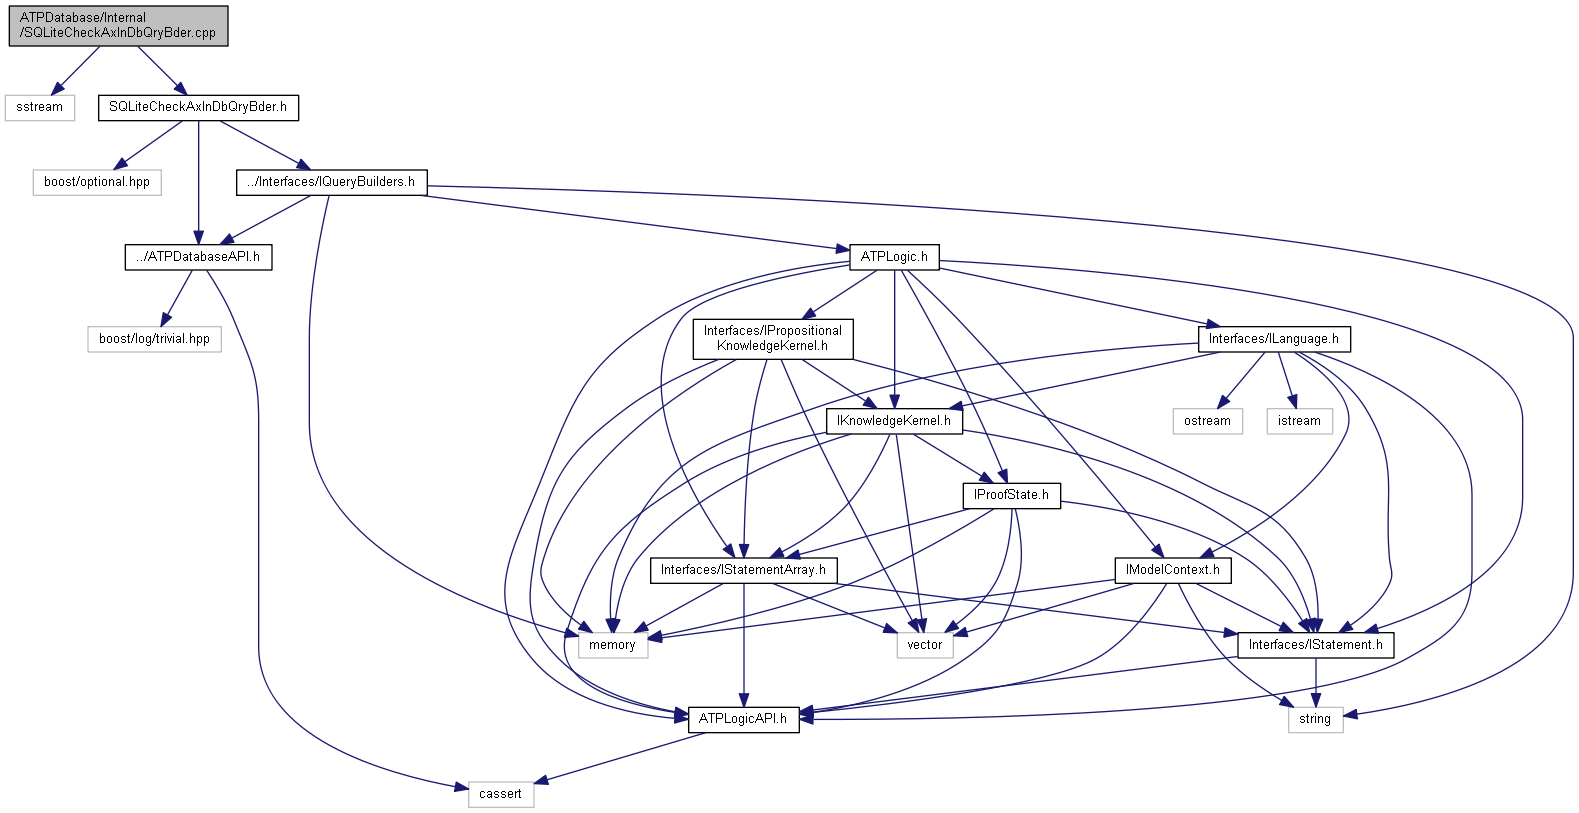 ATPDatabase/Internal
/SQLiteCheckAxInDbQryBder.cpp
sstream
SQLiteCheckAxInDbQryBder.h
boost/optional.hpp
../Interfaces/IQueryBuilders.h
../ATPDatabaseAPI.h
ATPLogic.h
boost/log/trivial.hpp
Interfaces/IPropositional
KnowledgeKernel.h
Interfaces/ILanguage.h
IKnowledgeKernel.h
ostream
istream
IProofState.h
Interfaces/IStatementArray.h
IModelContext.h
memory
vector
Interfaces/IStatement.h
ATPLogicAPI.h
string
cassert